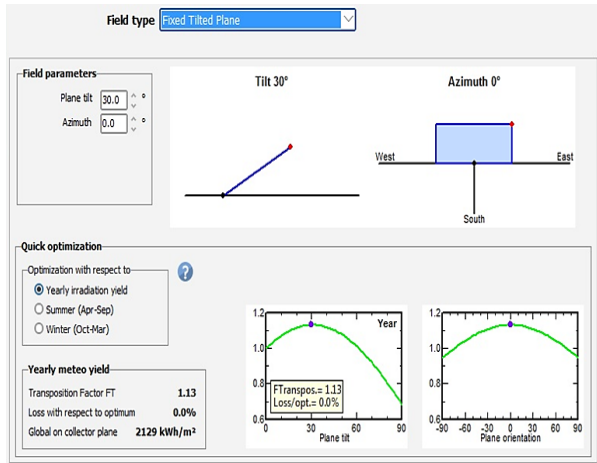 Field type Fixed Tilted Plane
Field parameters
Plane tilt 30.0 °
Azimuth 0.0 °
Tilt 30°
Azimuth 0°
West East
South
Quick optimization
Optimization with respect to
Yearly irradiation yield
Summer (Apr-Sep)
Winter (Oct-Mar)
?
Yearly meteo yield
Transposition Factor FT 1.13
Loss with respect to optimum 0.0%
Global on collector plane 2129 kWh/m²
1.2
1.0
0.8
0.6
Year
FTranspos.= 1.13
Loss/opt.= 0.0%
0 30 60 90
Plane tilt
1.2
1.0
0.8
0.6
-90 -60 -30 0 30 60 90
Plane orientation